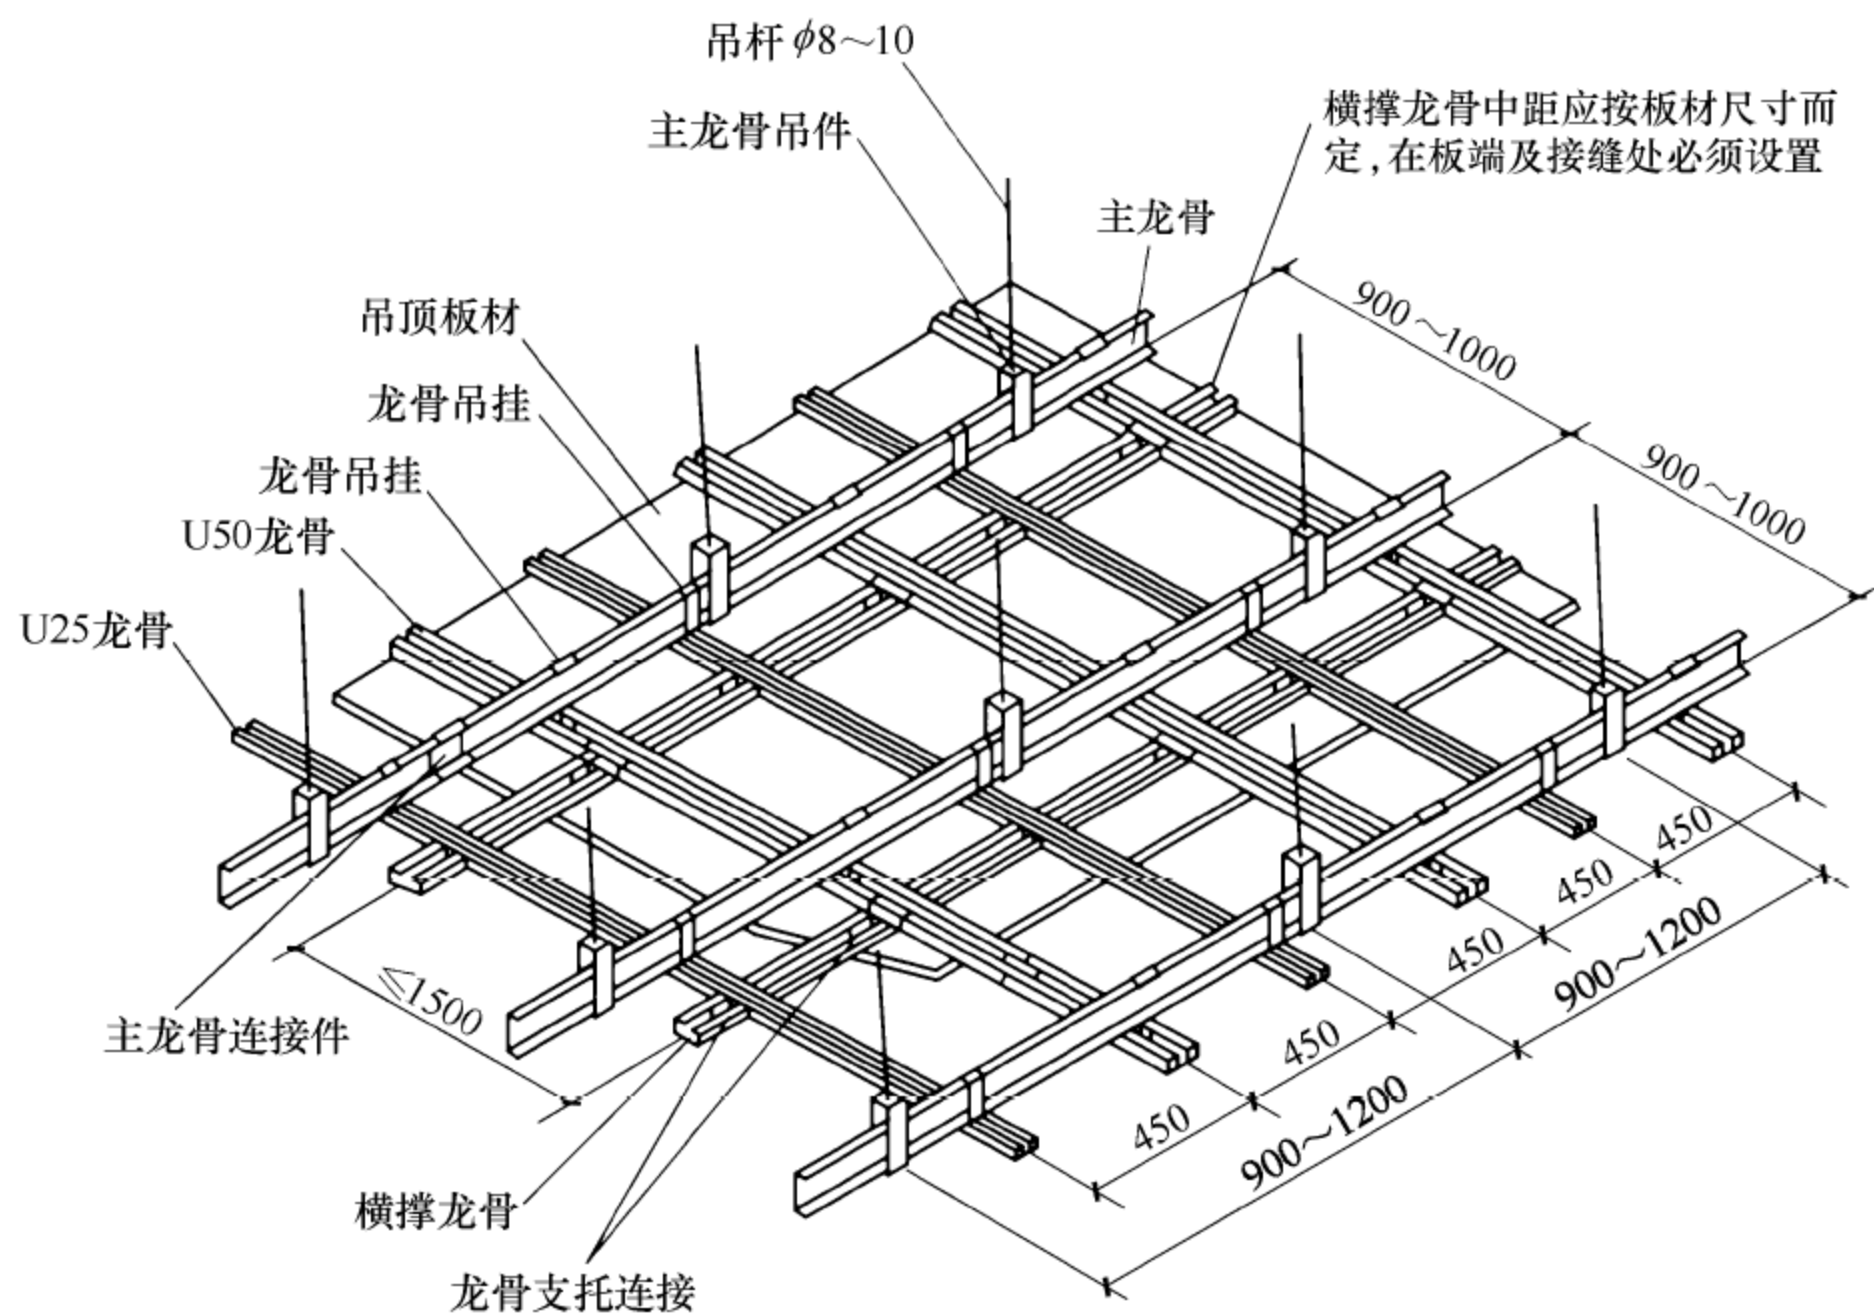 吊杆ϕ8～10
主龙骨吊件
横撑龙骨中距应按板材尺寸而
定,在板端及接缝处必须设置
主龙骨
吊顶板材
龙骨吊挂
龙骨吊挂
U50龙骨
U25龙骨
900～1000
900～1000
≤1500
主龙骨连接件
横撑龙骨
龙骨支托连接
450
450
450
450
450
900～1200
900～1200